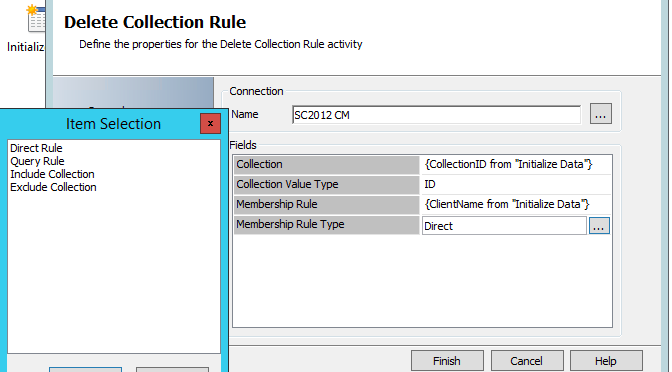 Delete Collection Rule
Define the properties for the Delete Collection Rule activity
Initialize
Connection
Name
SC2012 CM
...
Item Selection
x
Direct Rule
Query Rule
Include Collection
Exclude Collection
Fields
Collection {CollectionID from "Initialize Data"}
Collection Value Type ID
Membership Rule {ClientName from "Initialize Data"}
Membership Rule Type Direct ...
Finish Cancel Help